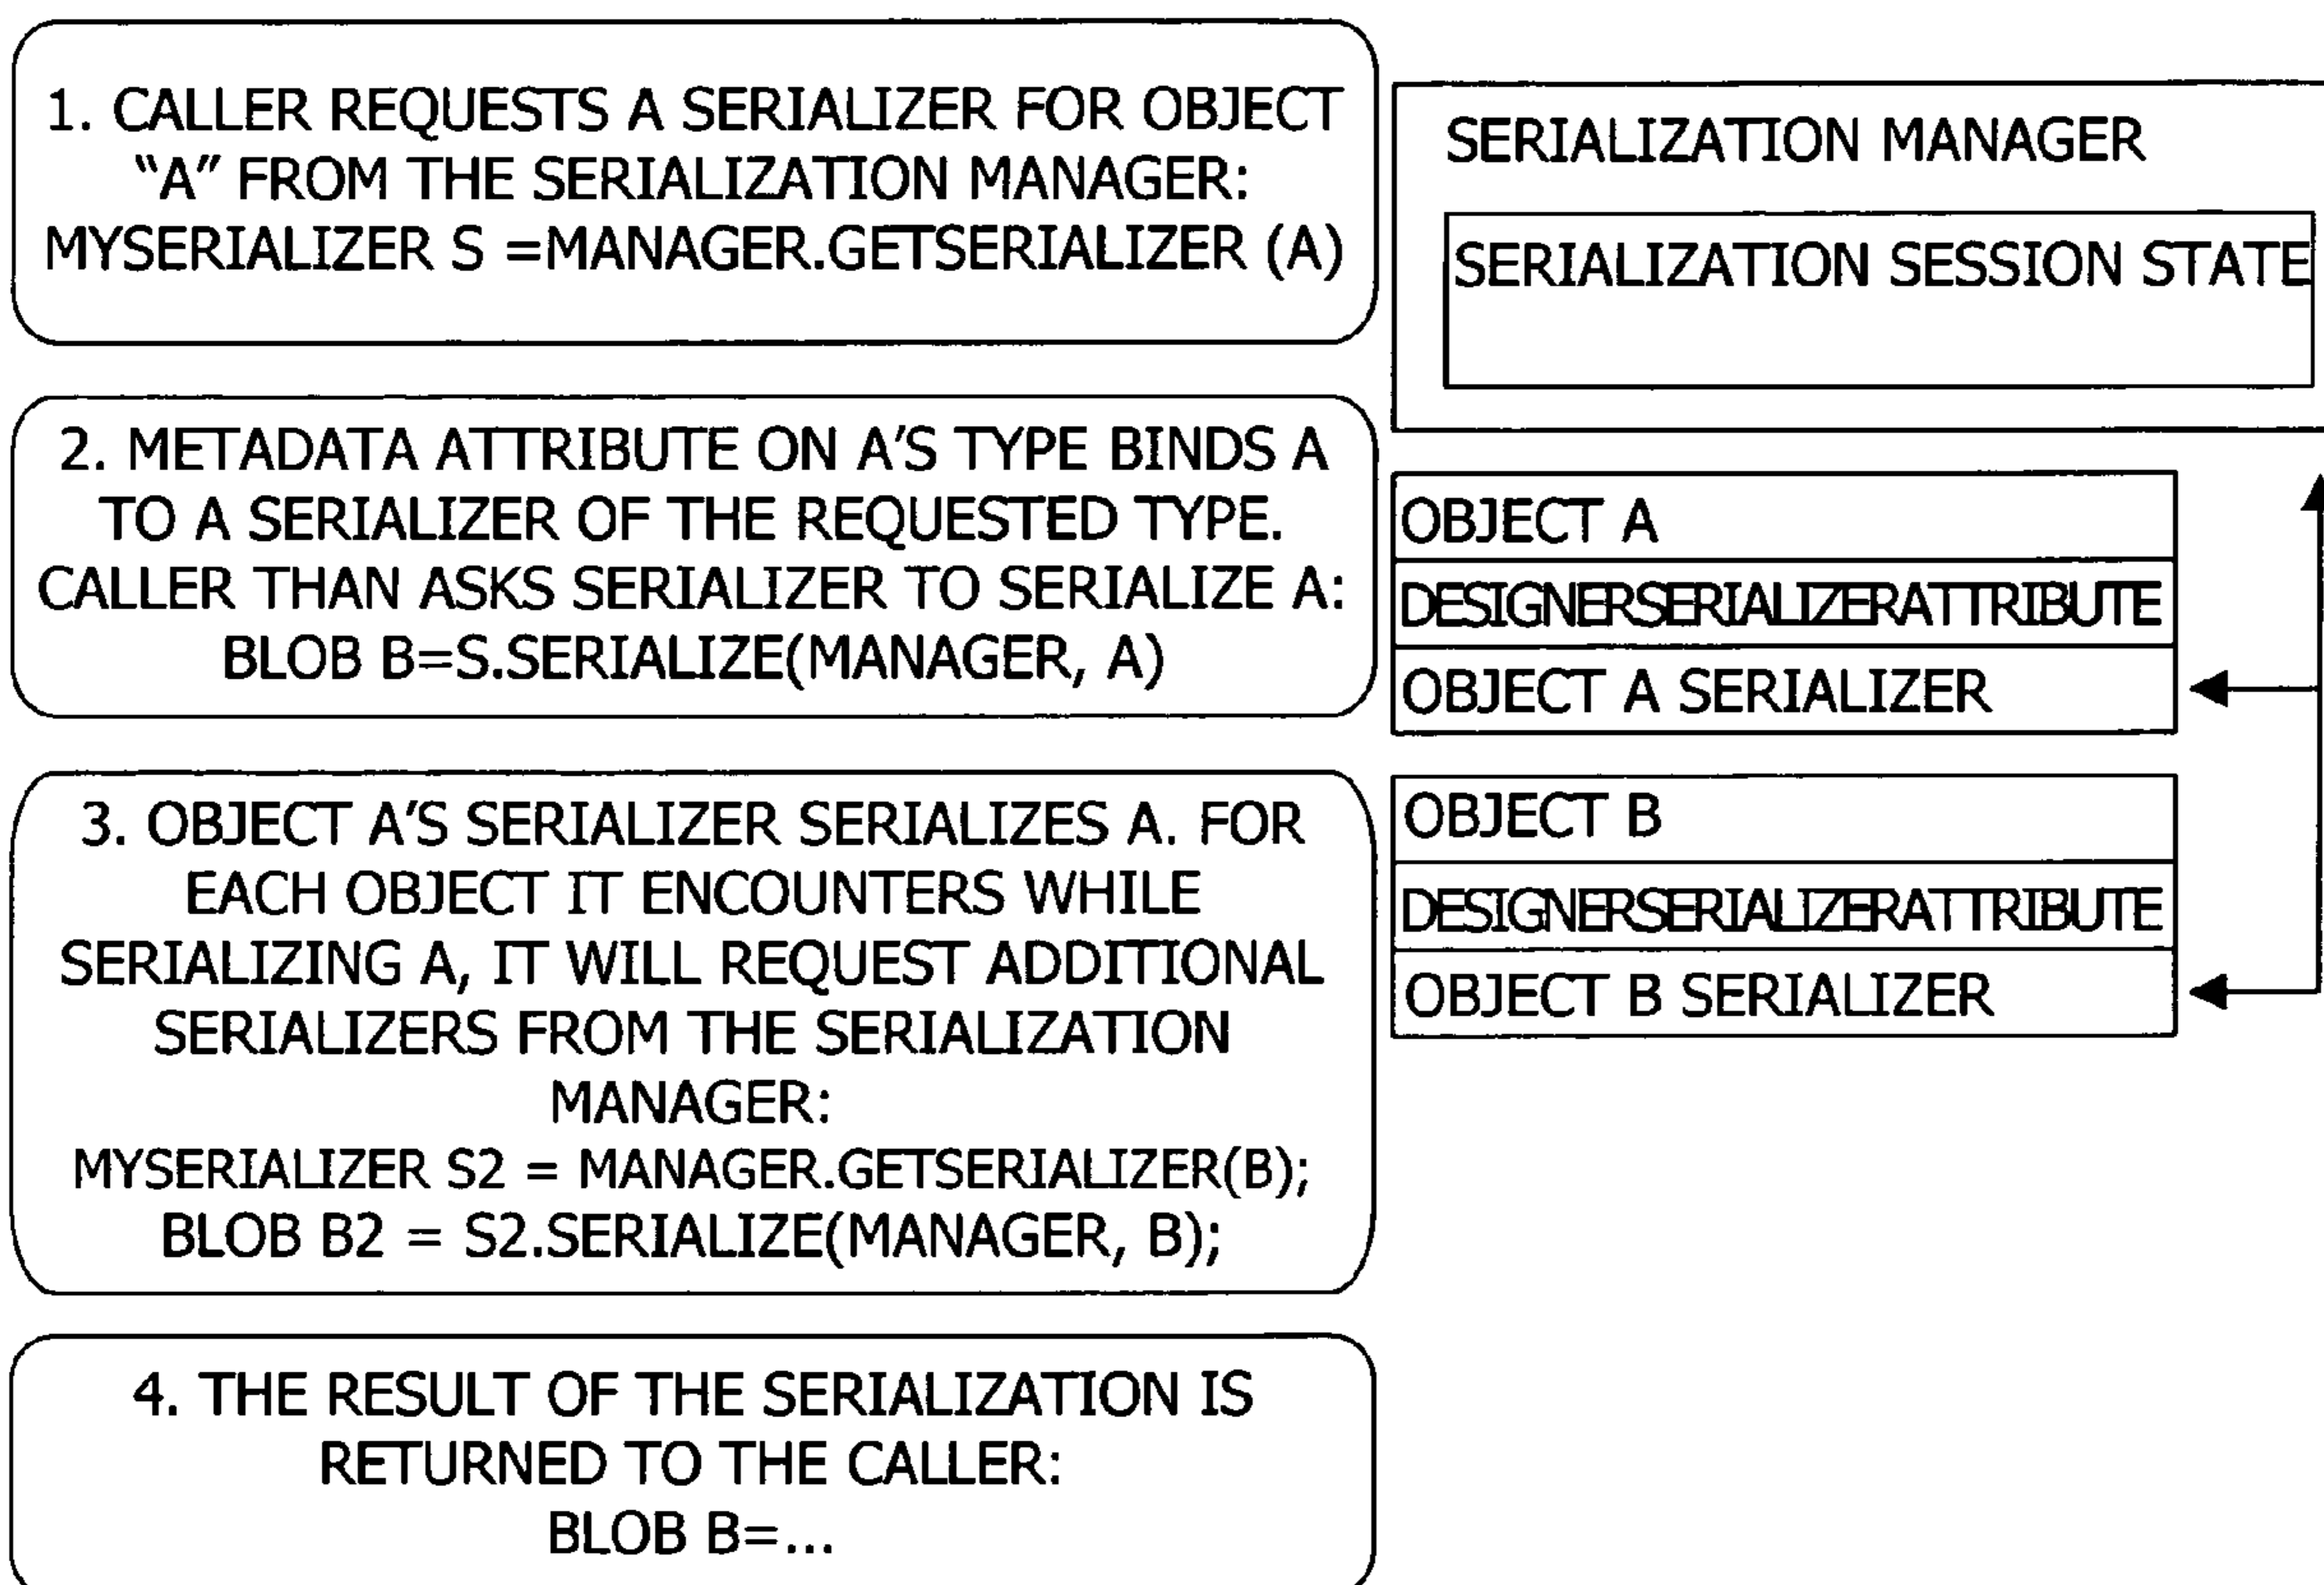 1. CALLER REQUESTS A SERIALIZER FOR OBJECT
“A” FROM THE SERIALIZATION MANAGER:
MYSERIALIZER S =MANAGER.GETSERIALIZER (A)
2. METADATA ATTRIBUTE ON A'S TYPE BINDS A
TO A SERIALIZER OF THE REQUESTED TYPE.
CALLER THAN ASKS SERIALIZER TO SERIALIZE A:
BLOB B=S.SERIALIZE(MANAGER, A)
3. OBJECT A'S SERIALIZER SERIALIZES A. FOR
EACH OBJECT IT ENCOUNTERS WHILE
SERIALIZING A, IT WILL REQUEST ADDITIONAL
SERIALIZERS FROM THE SERIALIZATION
MANAGER:
MYSERIALIZER S2 = MANAGER.GETSERIALIZER(B);
BLOB B2 = S2.SERIALIZE(MANAGER, B);
4. THE RESULT OF THE SERIALIZATION IS
RETURNED TO THE CALLER:
BLOB B=...
SERIALIZATION MANAGER
SERIALIZATION SESSION STATE
OBJECT A
DESIGNERSERIALIZERATTRIBUTE
OBJECT A SERIALIZER
OBJECT B
DESIGNERSERIALIZERATTRIBUTE
OBJECT B SERIALIZER